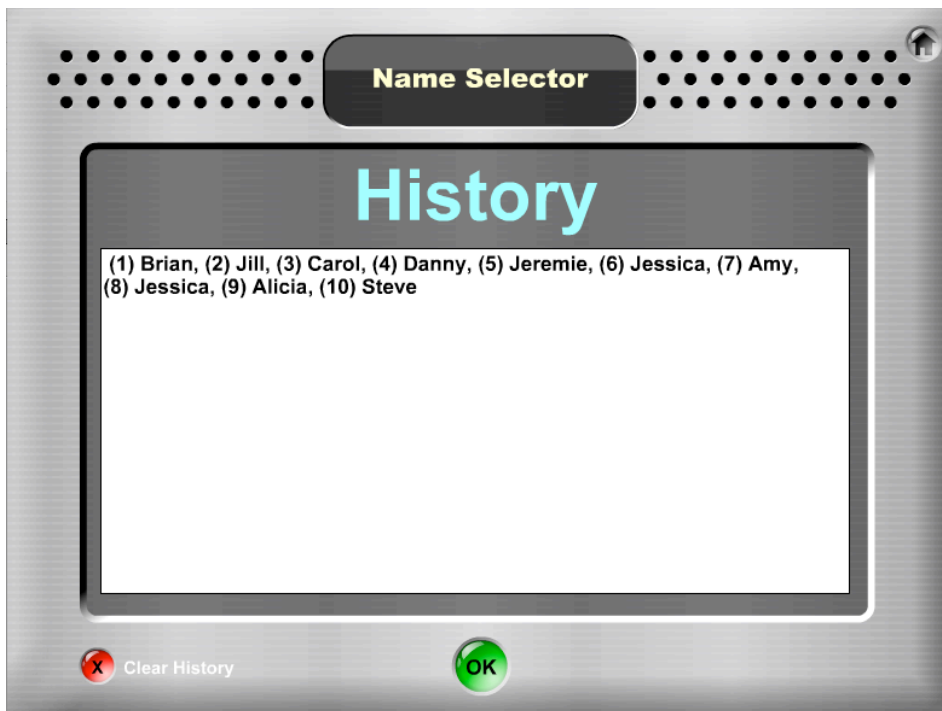 Name Selector
History
(1) Brian, (2) Jill, (3) Carol, (4) Danny, (5) Jeremie, (6) Jessica, (7) Amy,
(8) Jessica, (9) Alicia, (10) Steve
X Clear History
OK